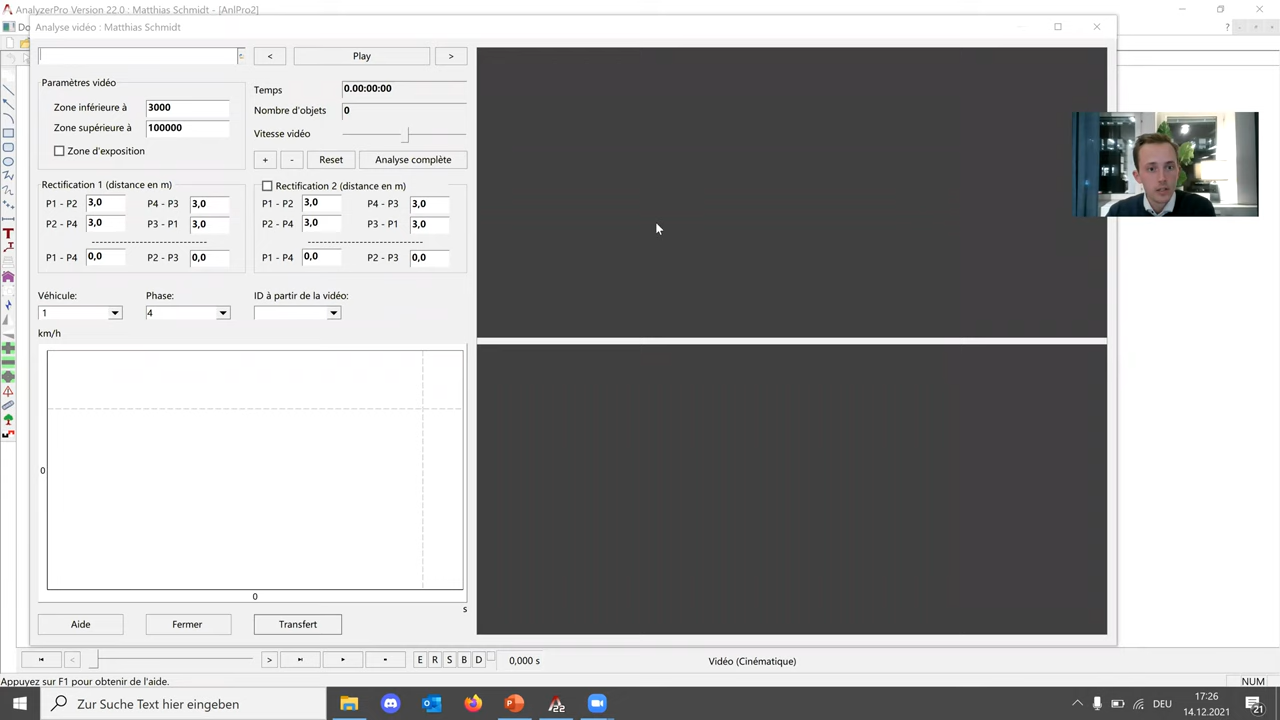 AnalyzerPro Version 22.0: Matthias Schmidt - [AnlPro2]
Do
Analyse vidéo : Matthias Schmidt
?
< Play >
Paramètres vidéo
Zone inférieure à 3000
Zone supérieure à 100000
Zone d'exposition
Temps 0.00:00:00
Nombre d'objets 0
Vitesse vidéo
+ - Reset Analyse complète
Rectification 1 (distance en m)
P1 - P2 3,0 P4 - P3 3,0
P2 - P4 3,0 P3 - P1 3,0
P1 - P4 0,0 P2 - P3 0,0
Rectification 2 (distance en m)
P1 - P2 3,0 P4 - P3 3,0
P2 - P4 3,0 P3 - P1 3,0
P1 - P4 0,0 P2 - P3 0,0
Véhicule: Phase: ID à partir de la vidéo:
1 4
km/h
0
0
s
Aide Fermer Transfert
< > E R S B D 0,000 s Vidéo (Cinématique)
Appuyez sur F1 pour obtenir de l'aide. NUM
Zur Suche Text hier eingeben
22
DEU
17:26
14.12.2021
21